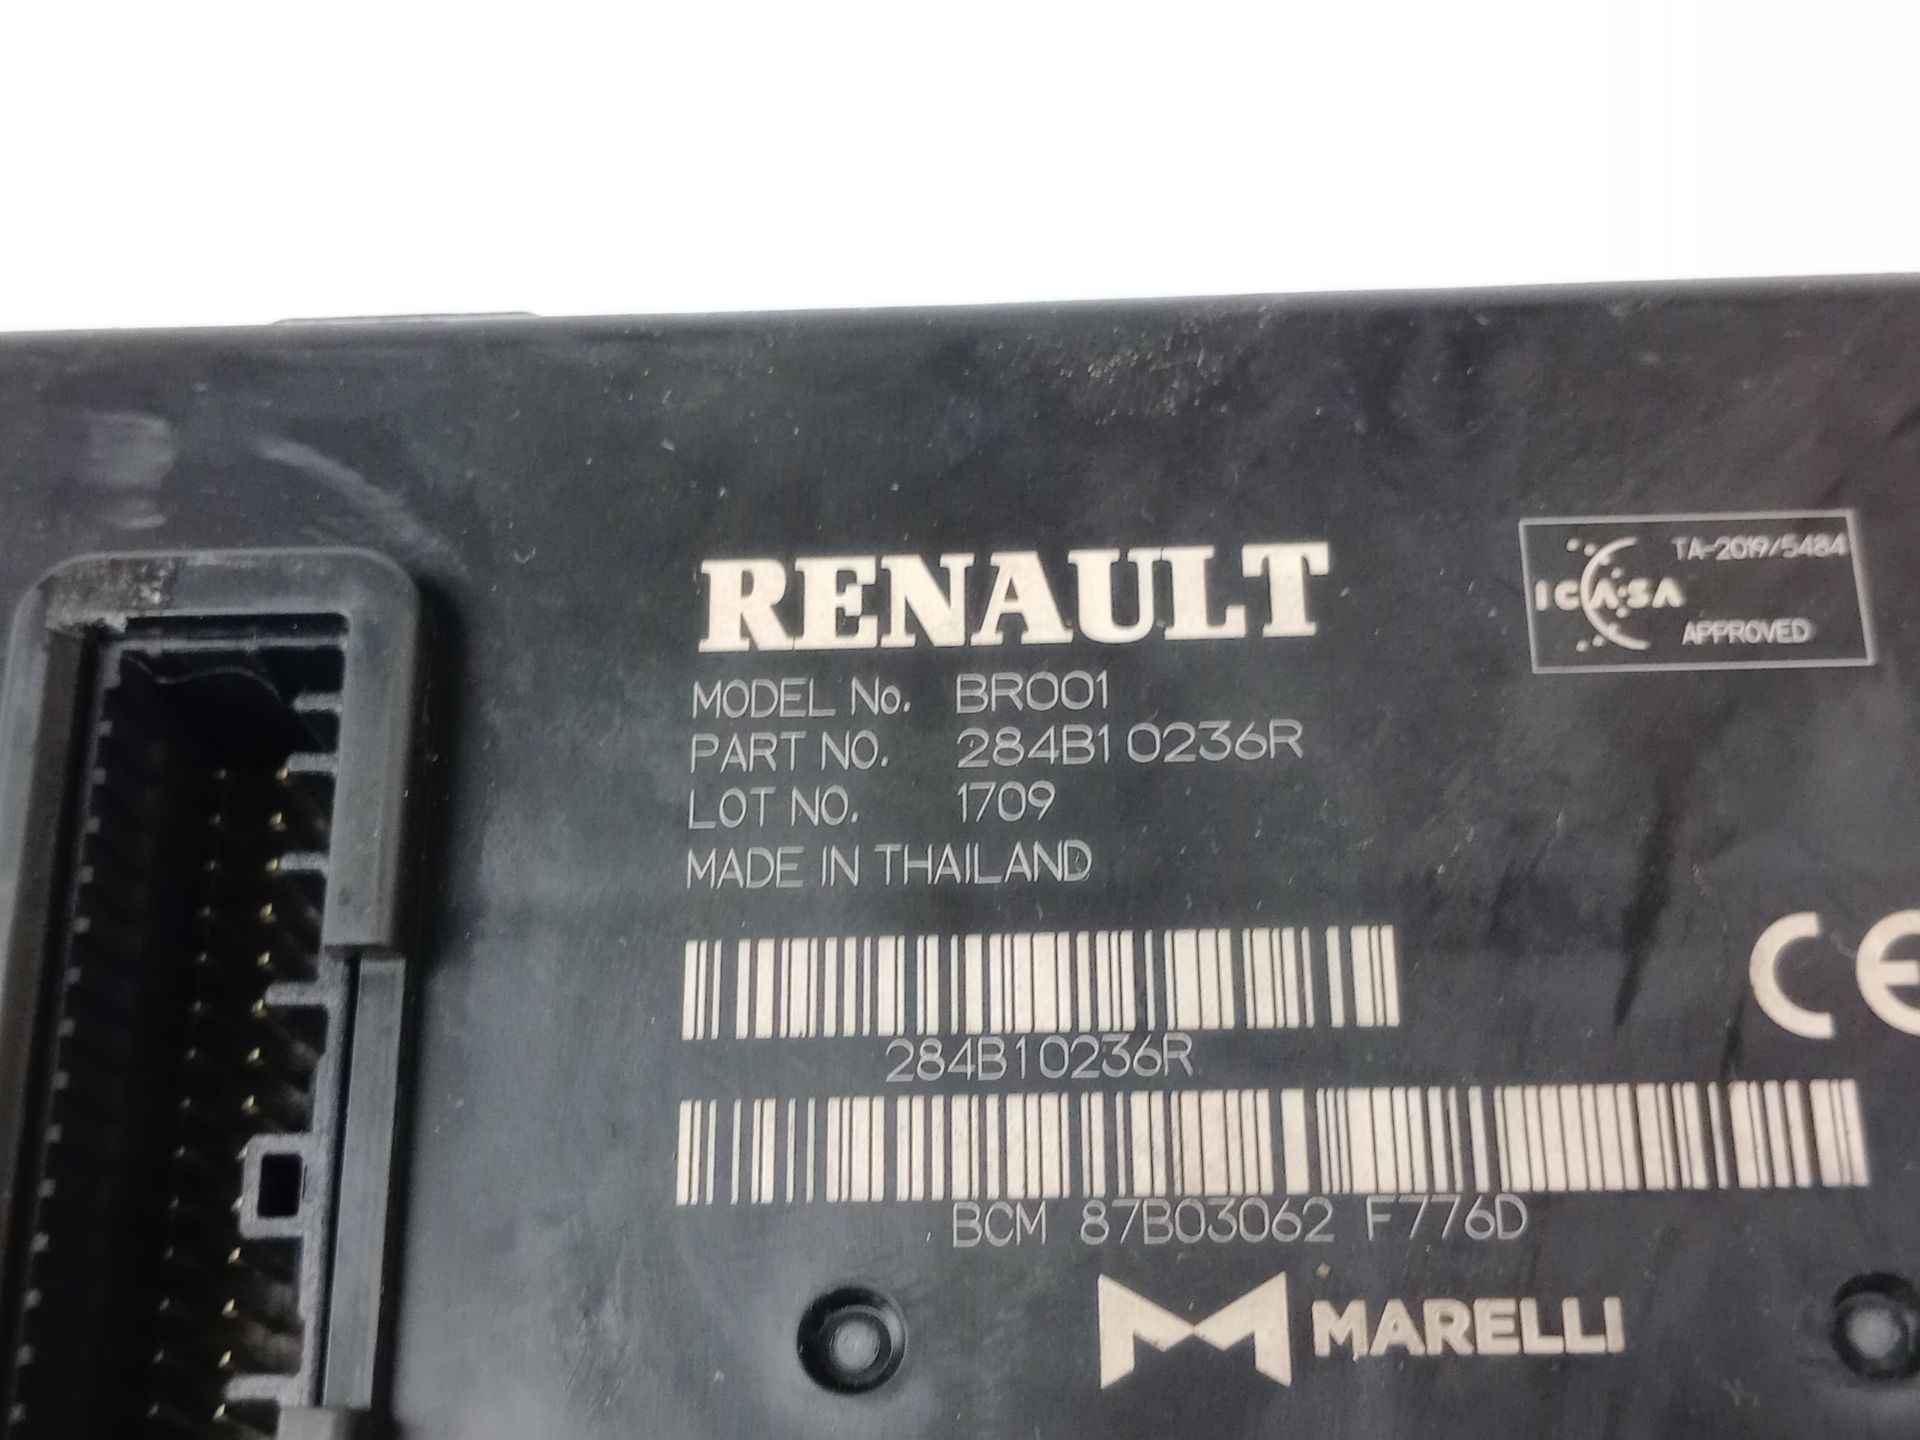 RENAULT
MODEL No. BR001
PART NO. 284B1 0236R
LOT NO. 1709
MADE IN THAILAND
TA-2019/5484
ICASA
APPROVED
CE
284B10236R
BCM 87B03062 F776D
MARELLI